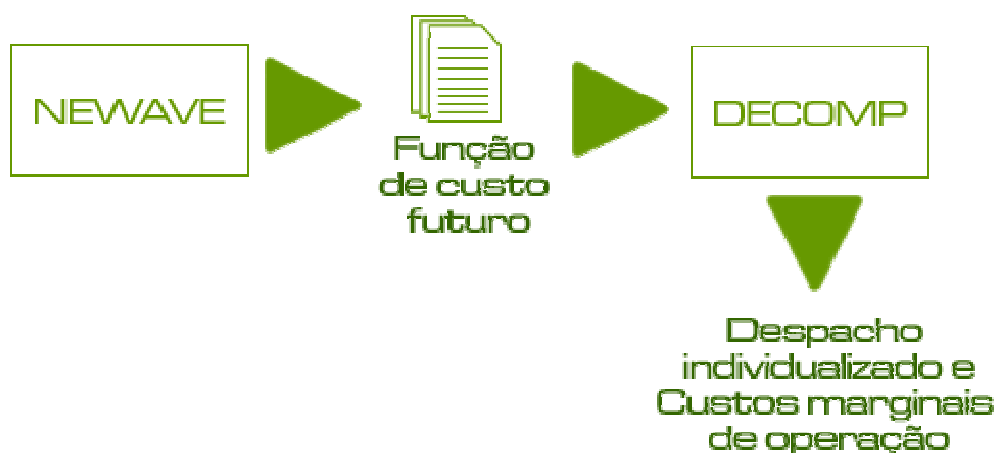 NEWAVE
Função
de custo
futuro
DECOMP
Despacho
individualizado e
Custos marginais
de operação